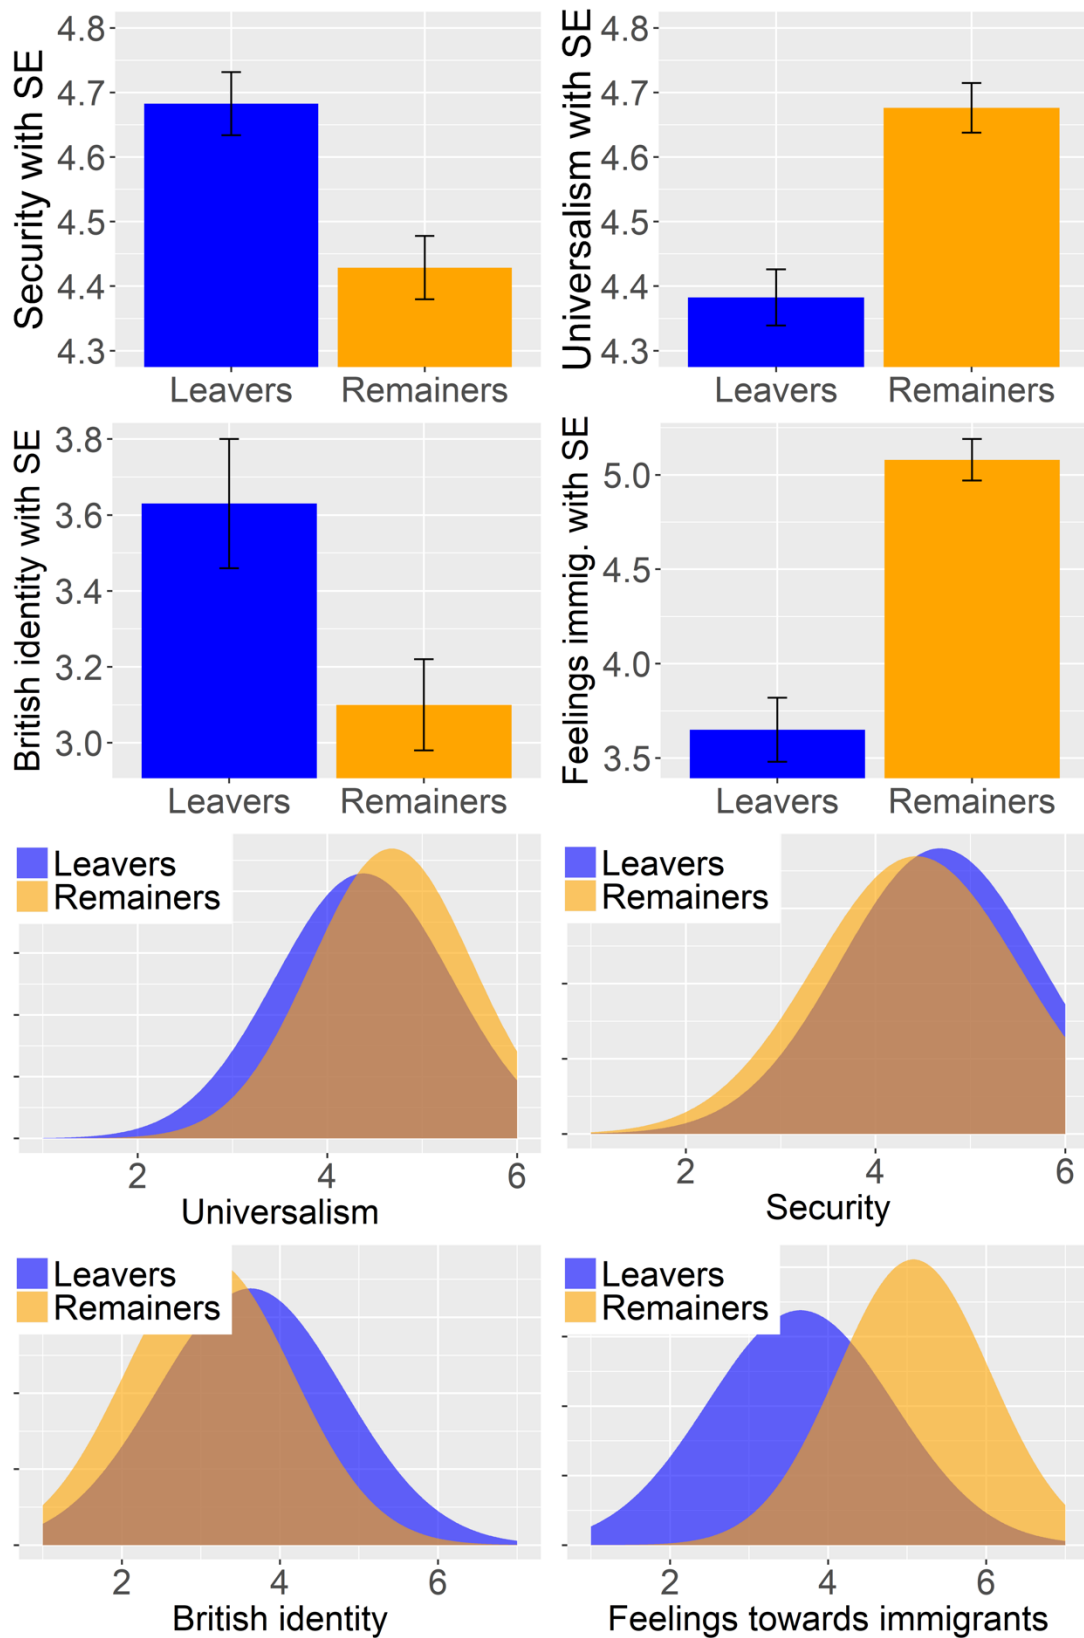 Security with SE
4.8
4.7
4.6
4.5
4.4
4.3
Leavers Remainers
Universalism with SE
4.8
4.7
4.6
4.5
4.4
4.3
Leavers Remainers
British identity with SE
3.8
3.6
3.4
3.2
3.0
Leavers Remainers
Feelings immig. with SE
5.0
4.5
4.0
3.5
Leavers Remainers
Leavers
Remainers
2 4 6
Universalism
Leavers
Remainers
2 4 6
Security
Leavers
Remainers
2 4 6
British identity
Leavers
Remainers
2 4 6
Feelings towards immigrants